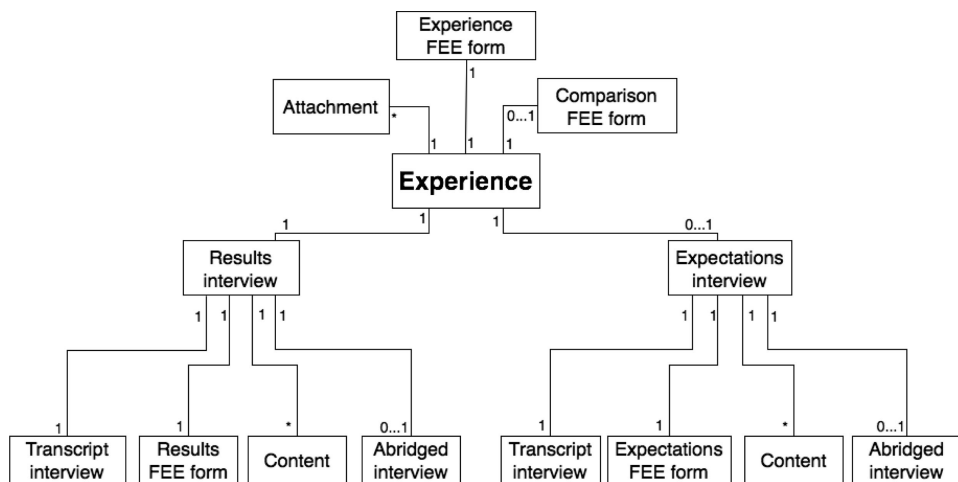 Experience
FEE form
1
Attachment
*
Comparison
FEE form
0...1
1
1
1
Experience
1
1
1
0...1
Results
interview
Expectations
interview
1
1
1
1
1
1
1
1
1
1
*
0...1
1
1
*
0...1
Transcript
interview
Results
FEE form
Content
Abridged
interview
Transcript
interview
Expectations
FEE form
Content
Abridged
interview